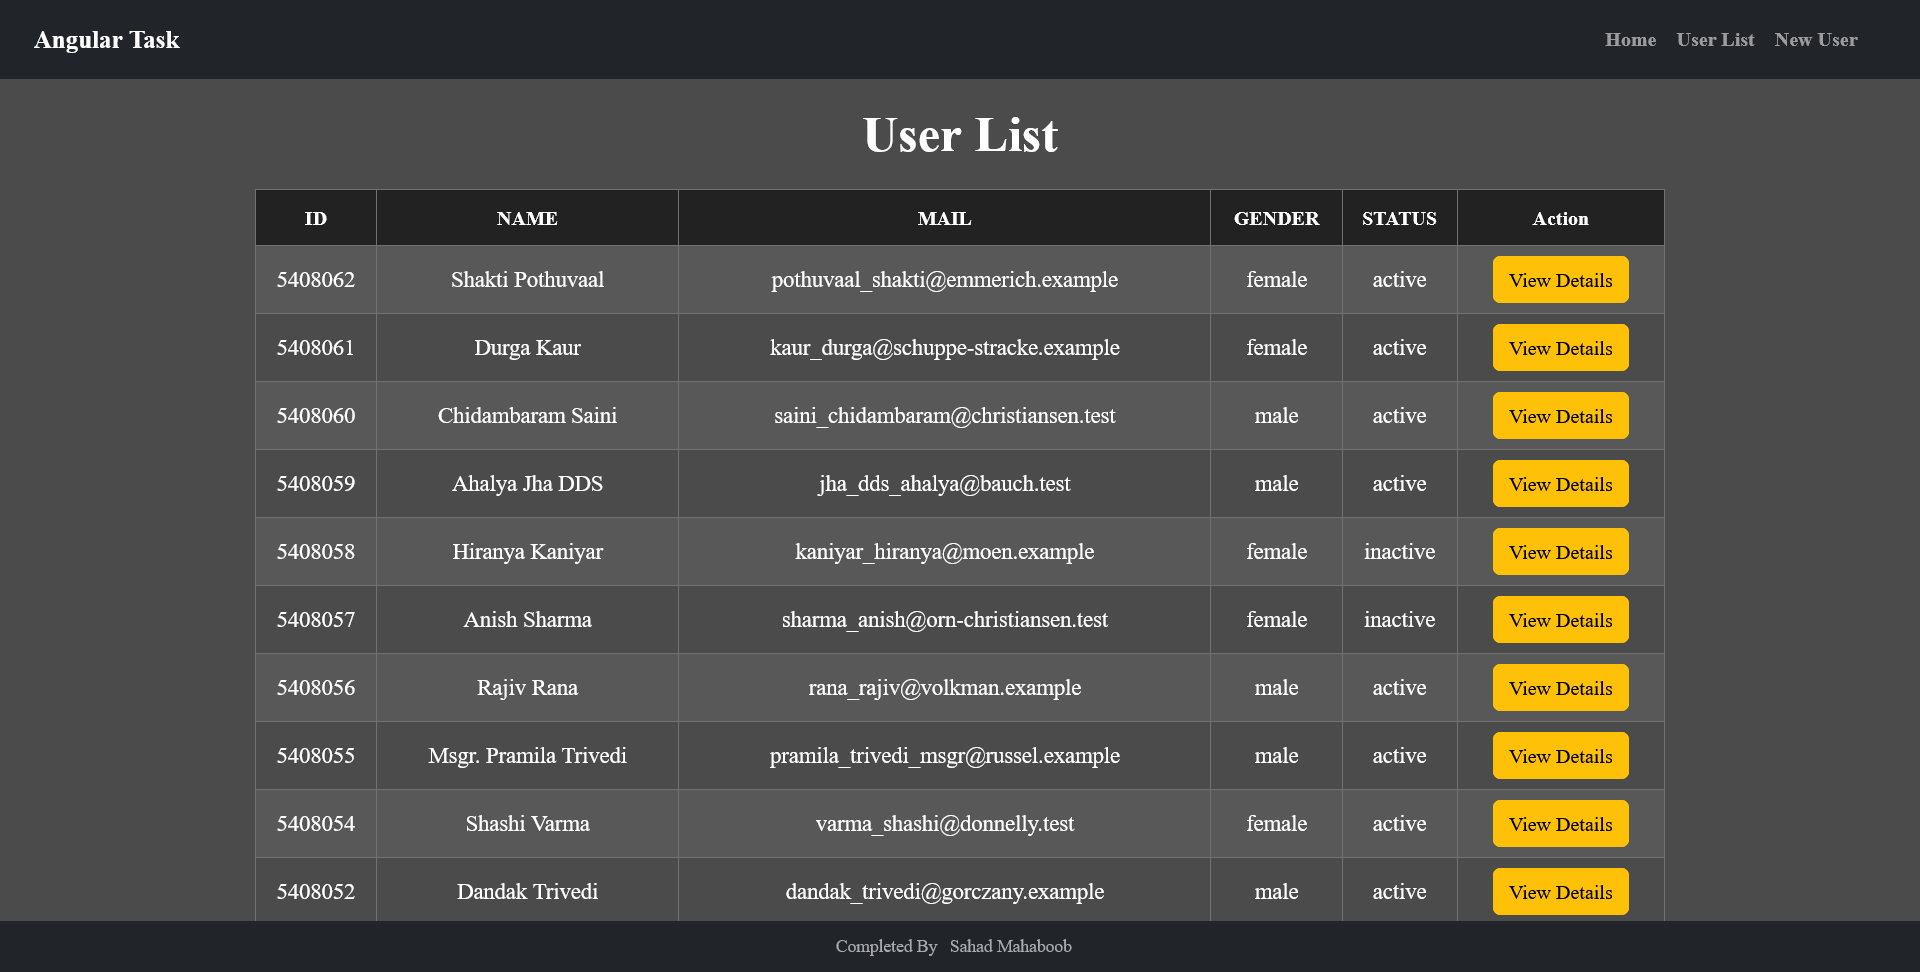 Angular Task Home User List New User
User List
ID NAME MAIL GENDER STATUS Action
5408062 Shakti Pothuvaal pothuvaal_shakti@emmerich.example female active View Details
5408061 Durga Kaur kaur_durga@schuppe-stracke.example female active View Details
5408060 Chidambaram Saini saini_chidambaram@christiansen.test male active View Details
5408059 Ahalya Jha DDS jha_dds_ahalya@bauch.test male active View Details
5408058 Hiranya Kaniyar kaniyar_hiranya@moen.example female inactive View Details
5408057 Anish Sharma sharma_anish@orn-christiansen.test female inactive View Details
5408056 Rajiv Rana rana_rajiv@volkman.example male active View Details
5408055 Msgr. Pramila Trivedi pramila_trivedi_msgr@russel.example male active View Details
5408054 Shashi Varma varma_shashi@donnelly.test female active View Details
5408052 Dandak Trivedi dandak_trivedi@gorczany.example male active View Details
Completed By Sahad Mahaboob